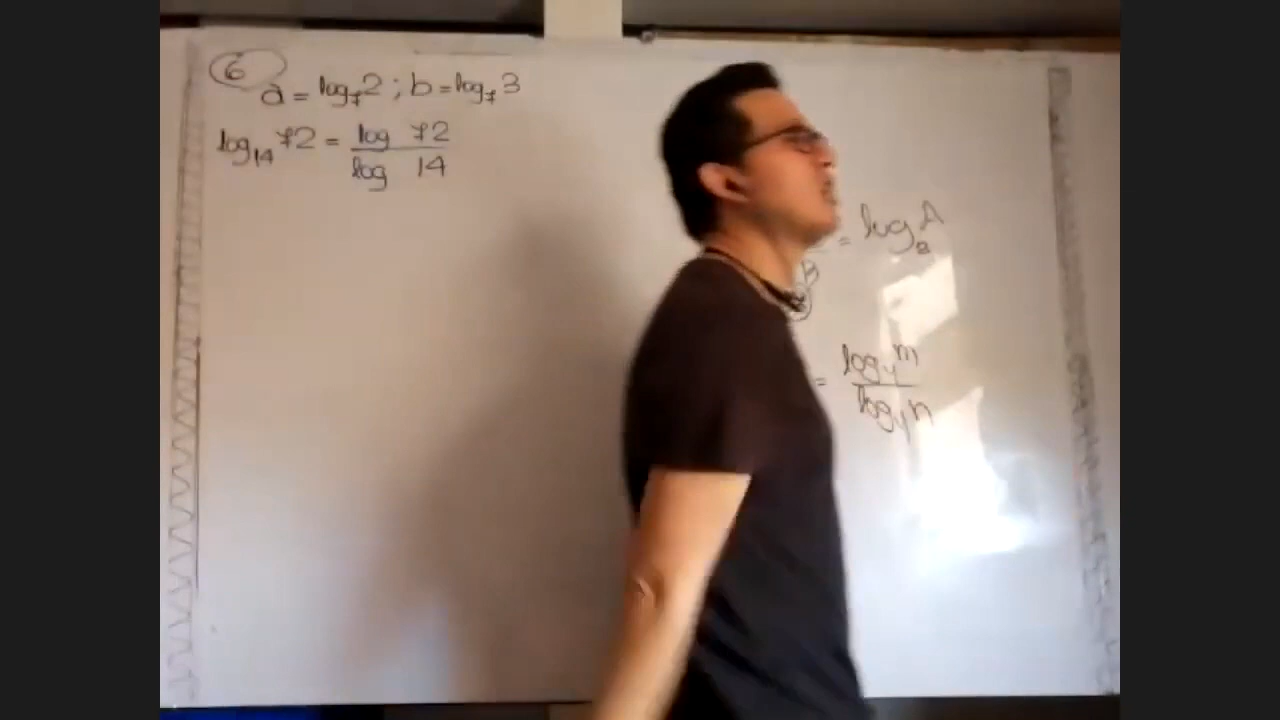 6
a = log₇2 ; b = log₇3
log₁₄72 = log 72 / log 14
= logₐA
B
= logᵧm / logᵧn